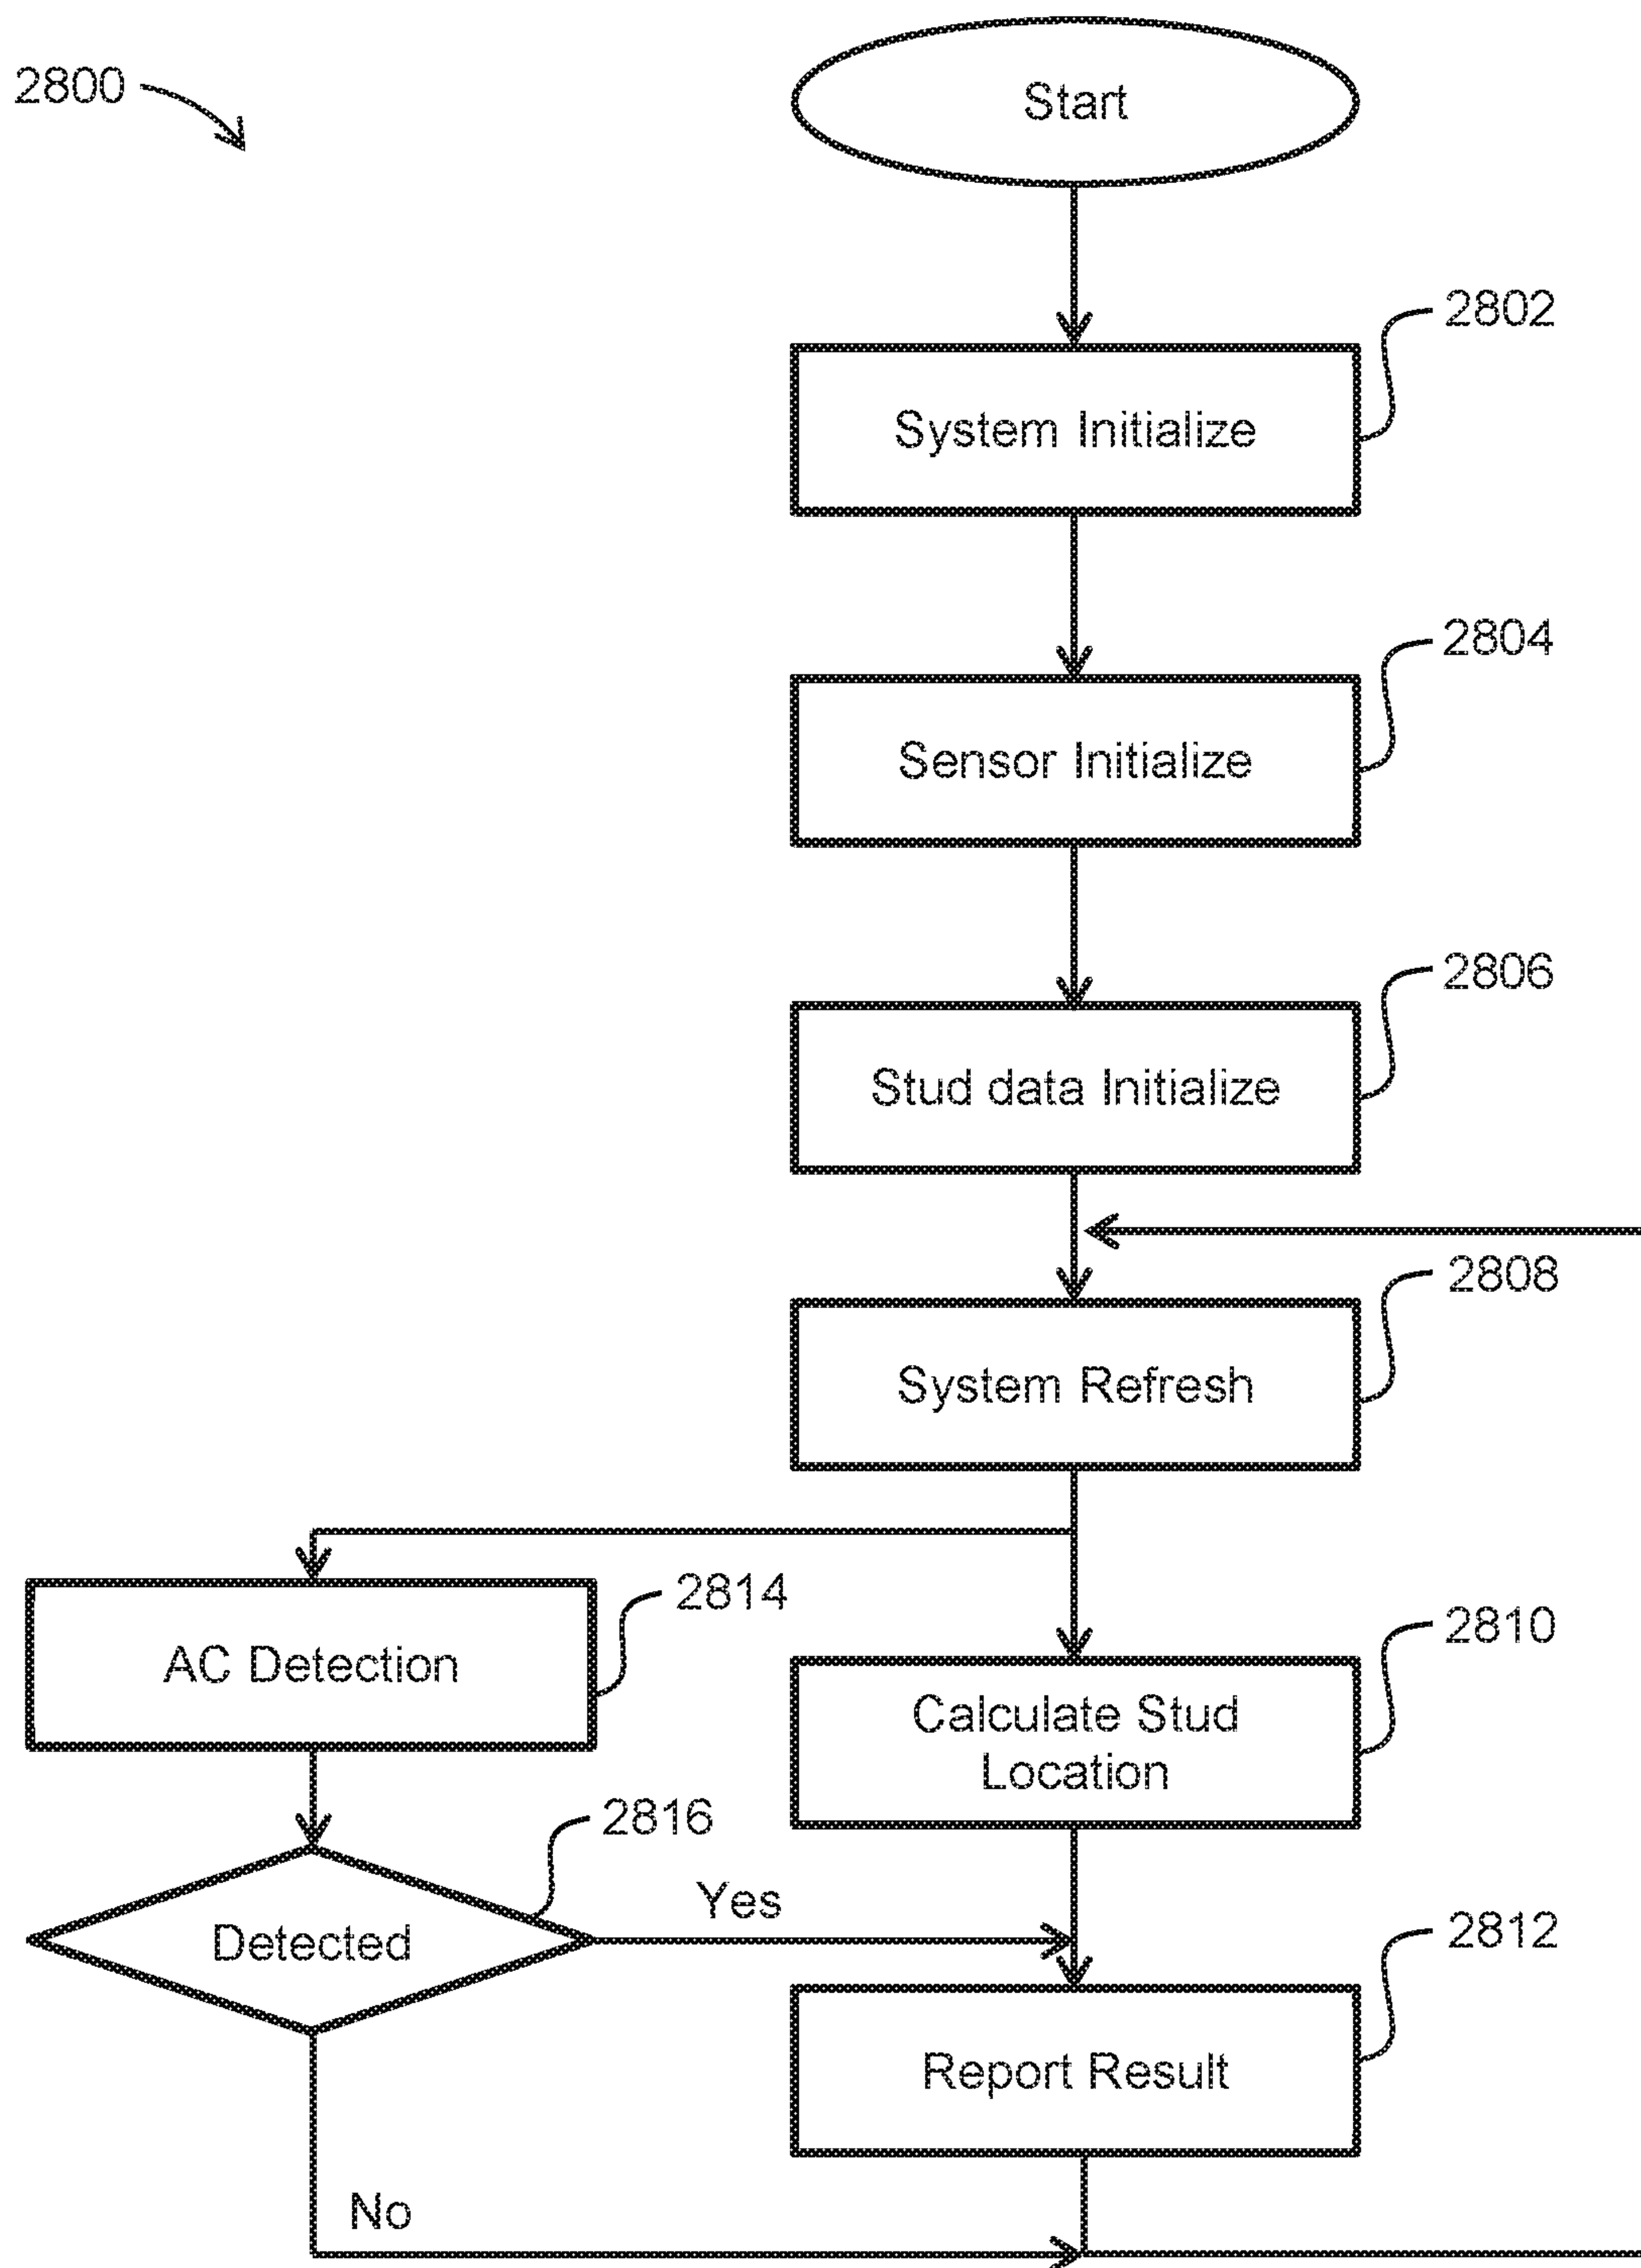 2800
Start
2802
System Initialize
2804
Sensor Initialize
2806
Stud data Initialize
2808
System Refresh
2814
AC Detection
2810
Calculate Stud
Location
2816
Yes
Detected
2812
Report Result
No